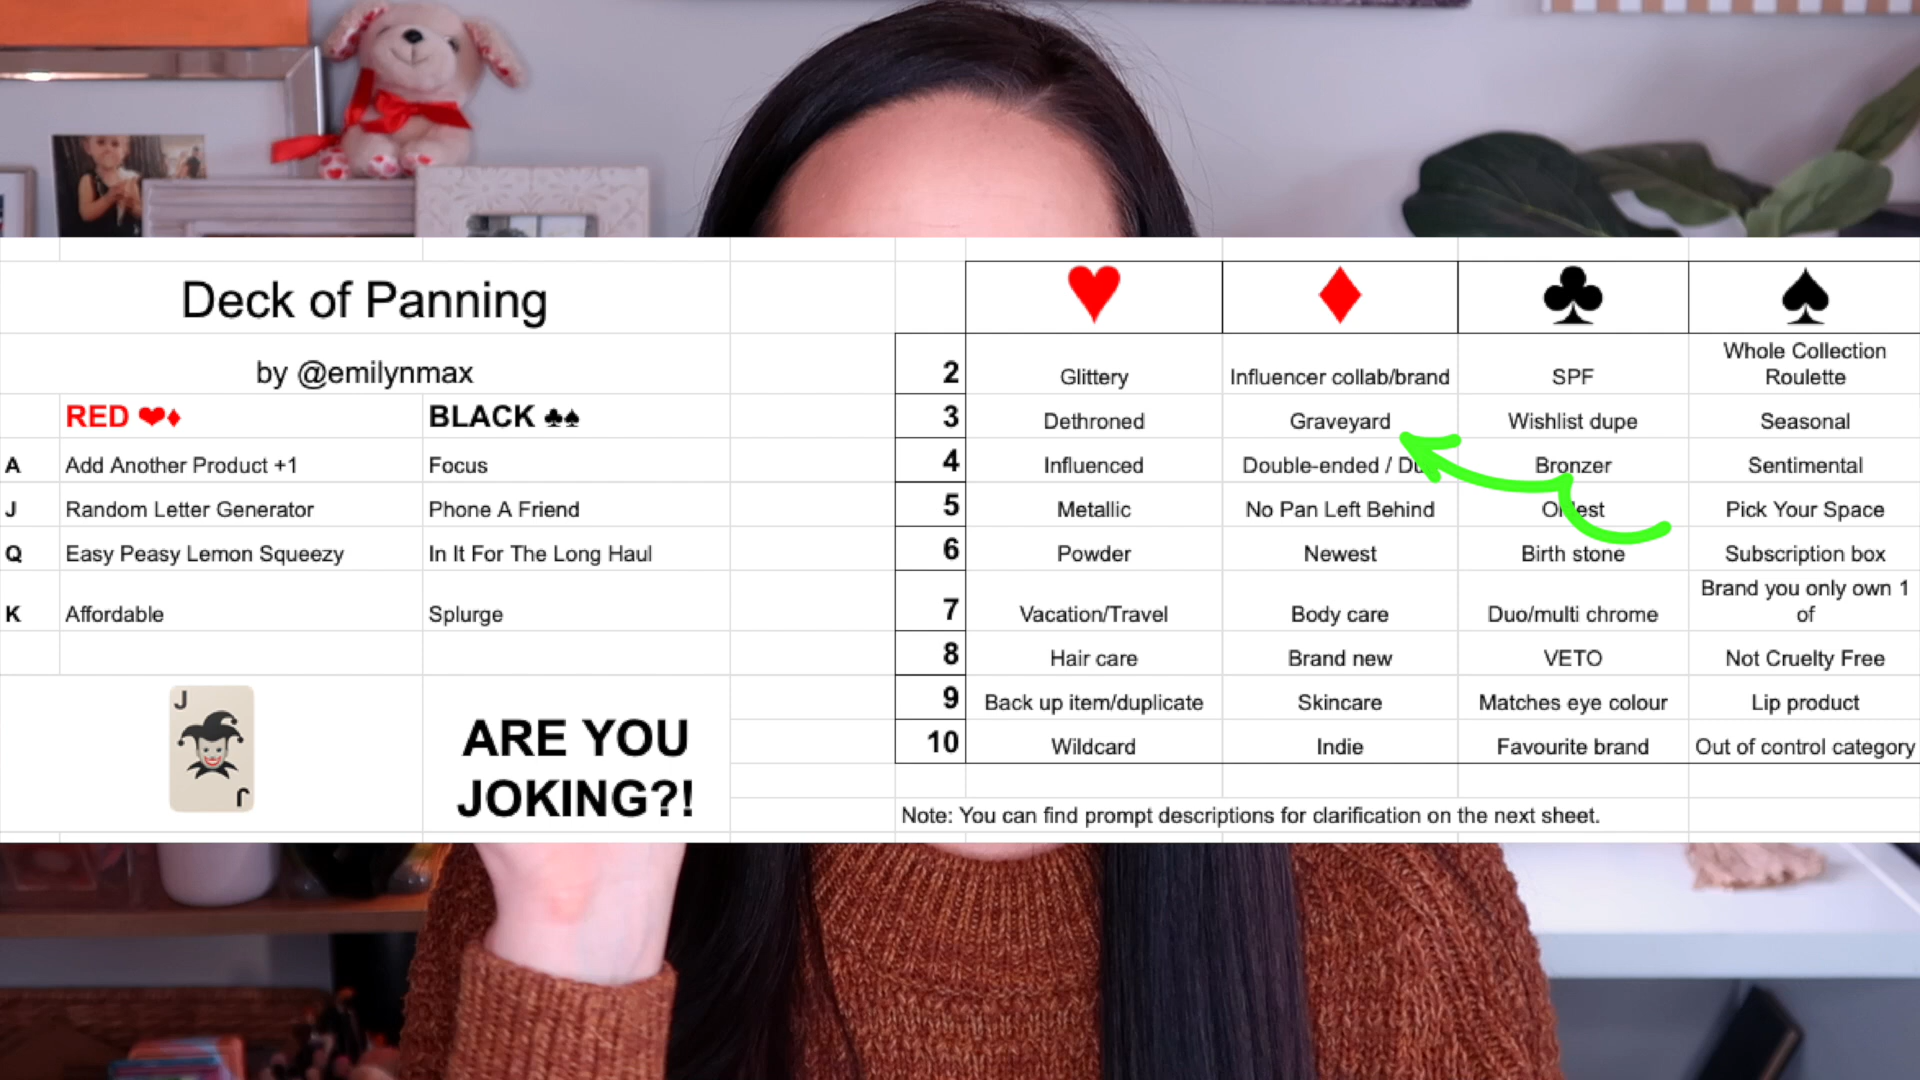 Deck of Panning
by @emilynmax
RED ❤♦ BLACK ♣♠
A Add Another Product +1 Focus
J Random Letter Generator Phone A Friend
Q Easy Peasy Lemon Squeezy In It For The Long Haul
K Affordable Splurge
J
J
ARE YOU
JOKING?!
♥ ♦ ♣ ♠
2 Glittery Influencer collab/brand SPF Whole Collection Roulette
3 Dethroned Graveyard Wishlist dupe Seasonal
4 Influenced Double-ended / Bronzer Sentimental
5 Metallic No Pan Left Behind Oldest Pick Your Space
6 Powder Newest Birth stone Subscription box
7 Vacation/Travel Body care Duo/multi chrome Brand you only own 1 of
8 Hair care Brand new VETO Not Cruelty Free
9 Back up item/duplicate Skincare Matches eye colour Lip product
10 Wildcard Indie Favourite brand Out of control category
Note: You can find prompt descriptions for clarification on the next sheet.